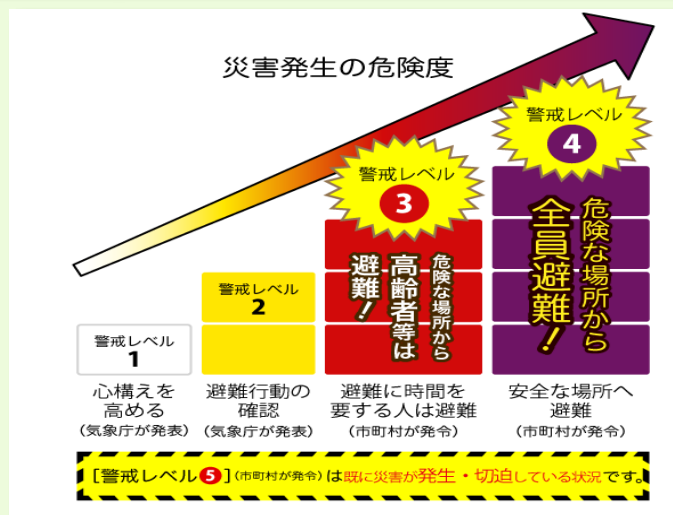 災害発生の危険度
警戒レベル
1
心構えを
高める
(気象庁が発表)
警戒レベル
2
避難行動の
確認
(気象庁が発表)
警戒レベル
3
危険な場所から
高齢者等は
避難！
避難に時間を
要する人は避難
(市町村が発令)
警戒レベル
4
危険な場所から
全員避難！
安全な場所へ
避難
(市町村が発令)
[警戒レベル5](市町村が発令)は既に災害が発生・切迫している状況です。